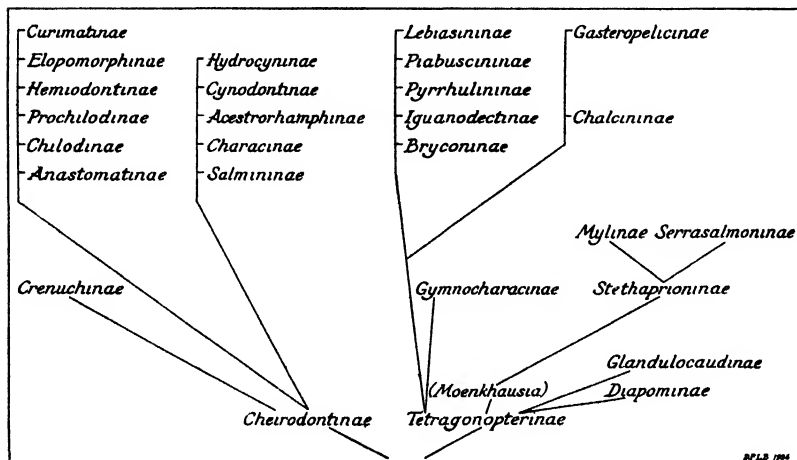 Curimatinae
Elopomorphinae
Hemiodontinae
Prochilodinae
Chilodinae
Anastomatinae
Hydrocyninae
Cynodontinae
Acestrorhamphinae
Characinae
Salmininae
Lebiasininae
Piabuscininae
Pyrrhulininae
Iguanodectinae
Bryconinae
Gasteropelicinae
Chalcininae
Mylinae Serrasalmoninae
Crenuchinae
Gymnocharacinae
Stethaprioninae
Glandulocaudinae
(Moenkhausia)
Diapominae
Cheirodontinae
Tetragonopterinae